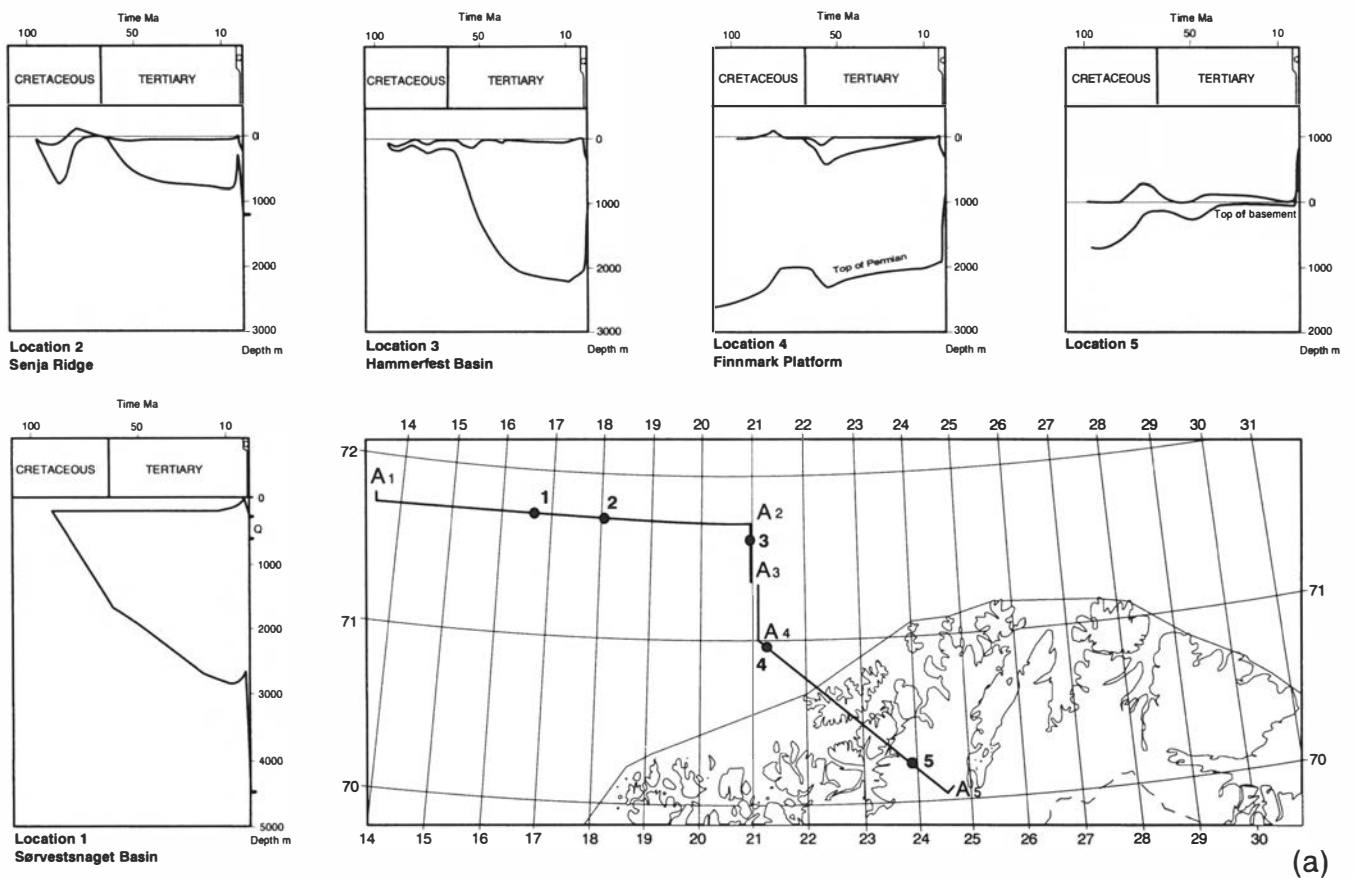 Time Ma
100 50 10
CRETACEOUS TERTIARY
0
1000
2000
3000
Location 2 Depth m
Senja Ridge
Time Ma
100 50 10
CRETACEOUS TERTIARY
0
1000
2000
3000
Location 3 Depth m
Hammerfest Basin
Time Ma
100 50 10
CRETACEOUS TERTIARY
0
1000
Top of Permian
2000
3000
Location 4 Depth m
Finnmark Platform
Time Ma
100 50 10
CRETACEOUS TERTIARY
1000
0
Top of basement
1000
2000
Location 5 Depth m
Time Ma
100 50 10
CRETACEOUS TERTIARY
0
Q
1000
2000
3000
4000
5000
Location 1 Depth m
Sørvestsnaget Basin
14 15 16 17 18 19 20 21 22 23 24 25 26 27 28 29 30 31
72
A1 1 2 A2
3
A3
71 71
A4
4
5
70 70
A5
14 15 16 17 18 19 20 21 22 23 24 25 26 27 28 29 30
(a)